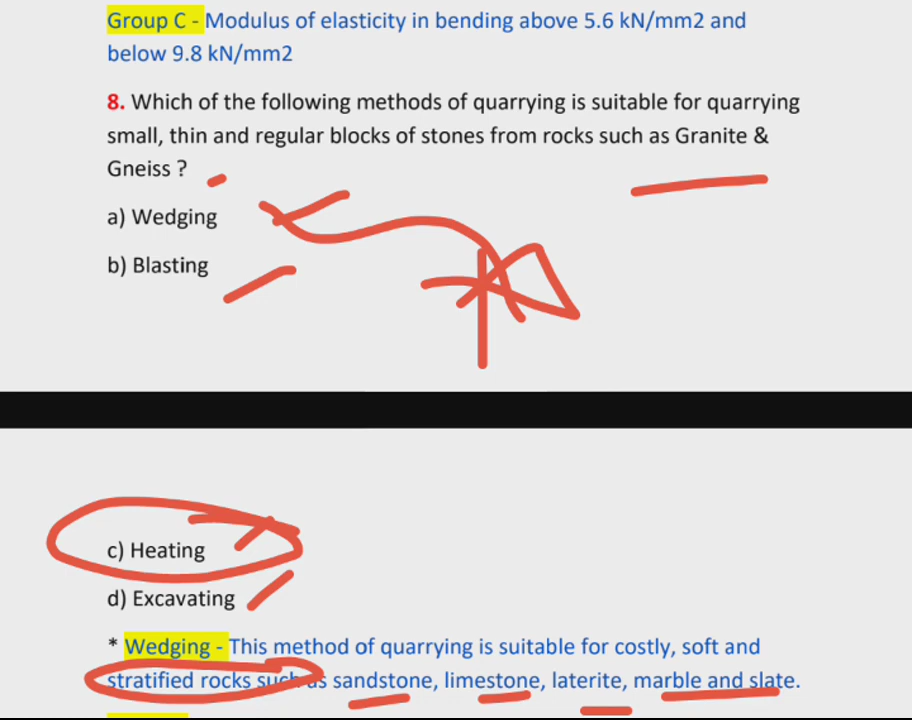 Group C - Modulus of elasticity in bending above 5.6 kN/mm2 and
below 9.8 kN/mm2
8. Which of the following methods of quarrying is suitable for quarrying
small, thin and regular blocks of stones from rocks such as Granite &
Gneiss ?
a) Wedging
b) Blasting
c) Heating
d) Excavating
* Wedging - This method of quarrying is suitable for costly, soft and
stratified rocks such as sandstone, limestone, laterite, marble and slate.